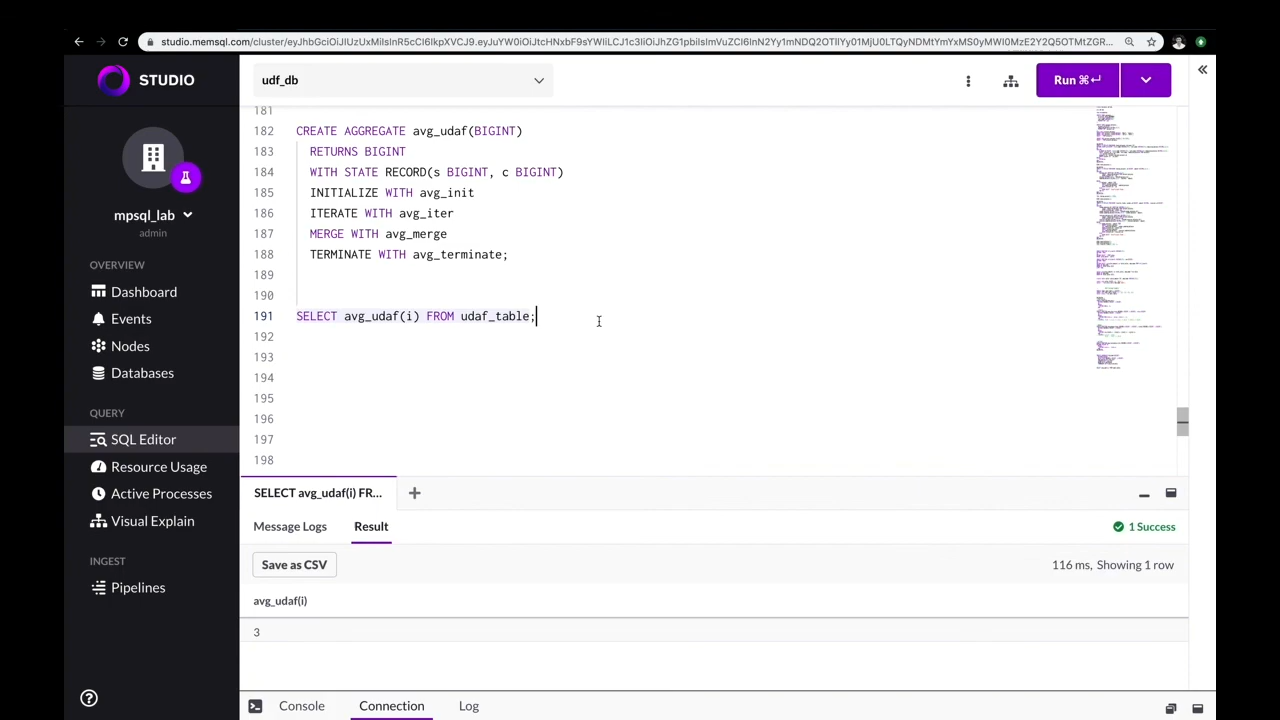 studio.memsql.com/cluster/
STUDIO
udf_db
Run ⌘↵
mpsql_lab
admin
OVERVIEW
Dashboard
Events
Nodes
Databases
QUERY
SQL Editor
Resource Usage
Active Processes
Visual Explain
INGEST
Pipelines
181
182 CREATE AGGREGATE avg_udaf(BIGINT)
183 RETURNS BIGINT
184 WITH STATE RECORD(s BIGINT, c BIGINT)
185 INITIALIZE WITH avg_init
186 ITERATE WITH avg_iter
187 MERGE WITH avg_merge
188 TERMINATE WITH avg_terminate;
189
190
191 SELECT avg_udaf(i) FROM udaf_table;
192
193
194
195
196
197
198
SELECT avg_udaf(i) FR...
Message Logs Result
1 Success
Save as CSV
116 ms, Showing 1 row
avg_udaf(i)
3
Console Connection Log